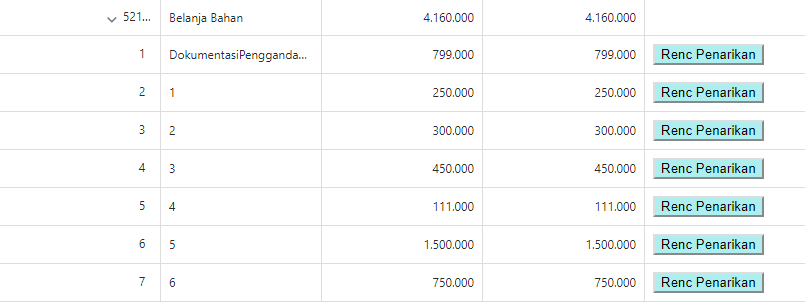 521... Belanja Bahan 4.160.000 4.160.000
1 DokumentasiPengganda... 799.000 799.000 Renc Penarikan
2 1 250.000 250.000 Renc Penarikan
3 2 300.000 300.000 Renc Penarikan
4 3 450.000 450.000 Renc Penarikan
5 4 111.000 111.000 Renc Penarikan
6 5 1.500.000 1.500.000 Renc Penarikan
7 6 750.000 750.000 Renc Penarikan